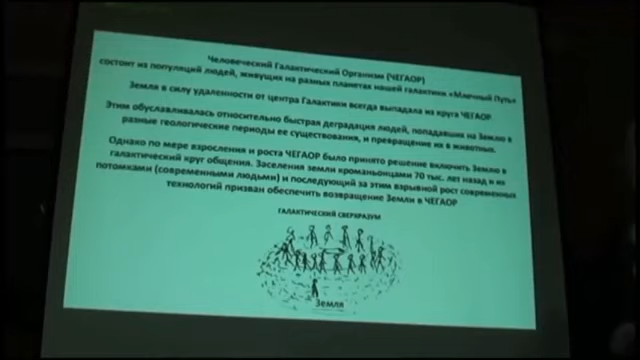 Человеческий Галактический Организм (ЧЕГАОР)
состоит из популяций людей, живущих на разных планетах нашей галактики «Млечный Путь»
Земля в силу удаленности от центра Галактики всегда выпадала из круга ЧЕГАОР.
Этим обуславливалась относительно быстрая деградация людей, попадавших на Землю в
разные геологические периоды ее существования, и превращение их в животных.
Однако по мере взросления и роста ЧЕГАОР было принято решение включить Землю в
галактический круг общения. Заселения земли кроманьонцами 70 тыс. лет назад и их
потомками (современными людьми) и последующий за этим взрывной рост современных
технологий призван обеспечить возвращение Земли в ЧЕГАОР
ГАЛАКТИЧЕСКИЙ СВЕРХРАЗУМ
Земля